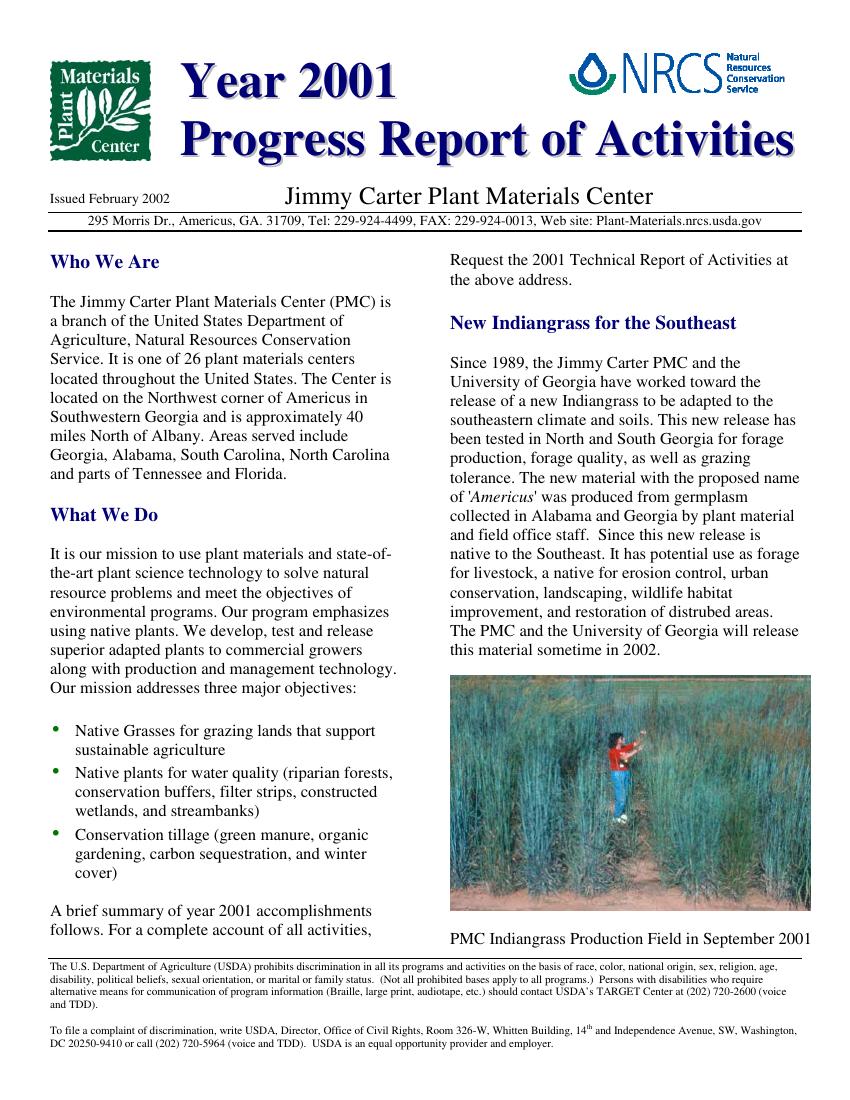 Plant
Materials
Center
Year 2001
Progress Report of Activities
NRCS
Natural
Resources
Conservation
Service
Issued February 2002
Jimmy Carter Plant Materials Center
295 Morris Dr., Americus, GA. 31709, Tel: 229-924-4499, FAX: 229-924-0013, Web site: Plant-Materials.nrcs.usda.gov
Who We Are
The Jimmy Carter Plant Materials Center (PMC) is
a branch of the United States Department of
Agriculture, Natural Resources Conservation
Service. It is one of 26 plant materials centers
located throughout the United States. The Center is
located on the Northwest corner of Americus in
Southwestern Georgia and is approximately 40
miles North of Albany. Areas served include
Georgia, Alabama, South Carolina, North Carolina
and parts of Tennessee and Florida.
What We Do
It is our mission to use plant materials and state-of-
the-art plant science technology to solve natural
resource problems and meet the objectives of
environmental programs. Our program emphasizes
using native plants. We develop, test and release
superior adapted plants to commercial growers
along with production and management technology.
Our mission addresses three major objectives:
• Native Grasses for grazing lands that support
sustainable agriculture
• Native plants for water quality (riparian forests,
conservation buffers, filter strips, constructed
wetlands, and streambanks)
• Conservation tillage (green manure, organic
gardening, carbon sequestration, and winter
cover)
A brief summary of year 2001 accomplishments
follows. For a complete account of all activities,
Request the 2001 Technical Report of Activities at
the above address.
New Indiangrass for the Southeast
Since 1989, the Jimmy Carter PMC and the
University of Georgia have worked toward the
release of a new Indiangrass to be adapted to the
southeastern climate and soils. This new release has
been tested in North and South Georgia for forage
production, forage quality, as well as grazing
tolerance. The new material with the proposed name
of 'Americus' was produced from germplasm
collected in Alabama and Georgia by plant material
and field office staff.  Since this new release is
native to the Southeast. It has potential use as forage
for livestock, a native for erosion control, urban
conservation, landscaping, wildlife habitat
improvement, and restoration of distrubed areas.
The PMC and the University of Georgia will release
this material sometime in 2002.
PMC Indiangrass Production Field in September 2001
The U.S. Department of Agriculture (USDA) prohibits discrimination in all its programs and activities on the basis of race, color, national origin, sex, religion, age,
disability, political beliefs, sexual orientation, or marital or family status.  (Not all prohibited bases apply to all programs.)  Persons with disabilities who require
alternative means for communication of program information (Braille, large print, audiotape, etc.) should contact USDA's TARGET Center at (202) 720-2600 (voice
and TDD).
To file a complaint of discrimination, write USDA, Director, Office of Civil Rights, Room 326-W, Whitten Building, 14th and Independence Avenue, SW, Washington,
DC 20250-9410 or call (202) 720-5964 (voice and TDD).  USDA is an equal opportunity provider and employer.